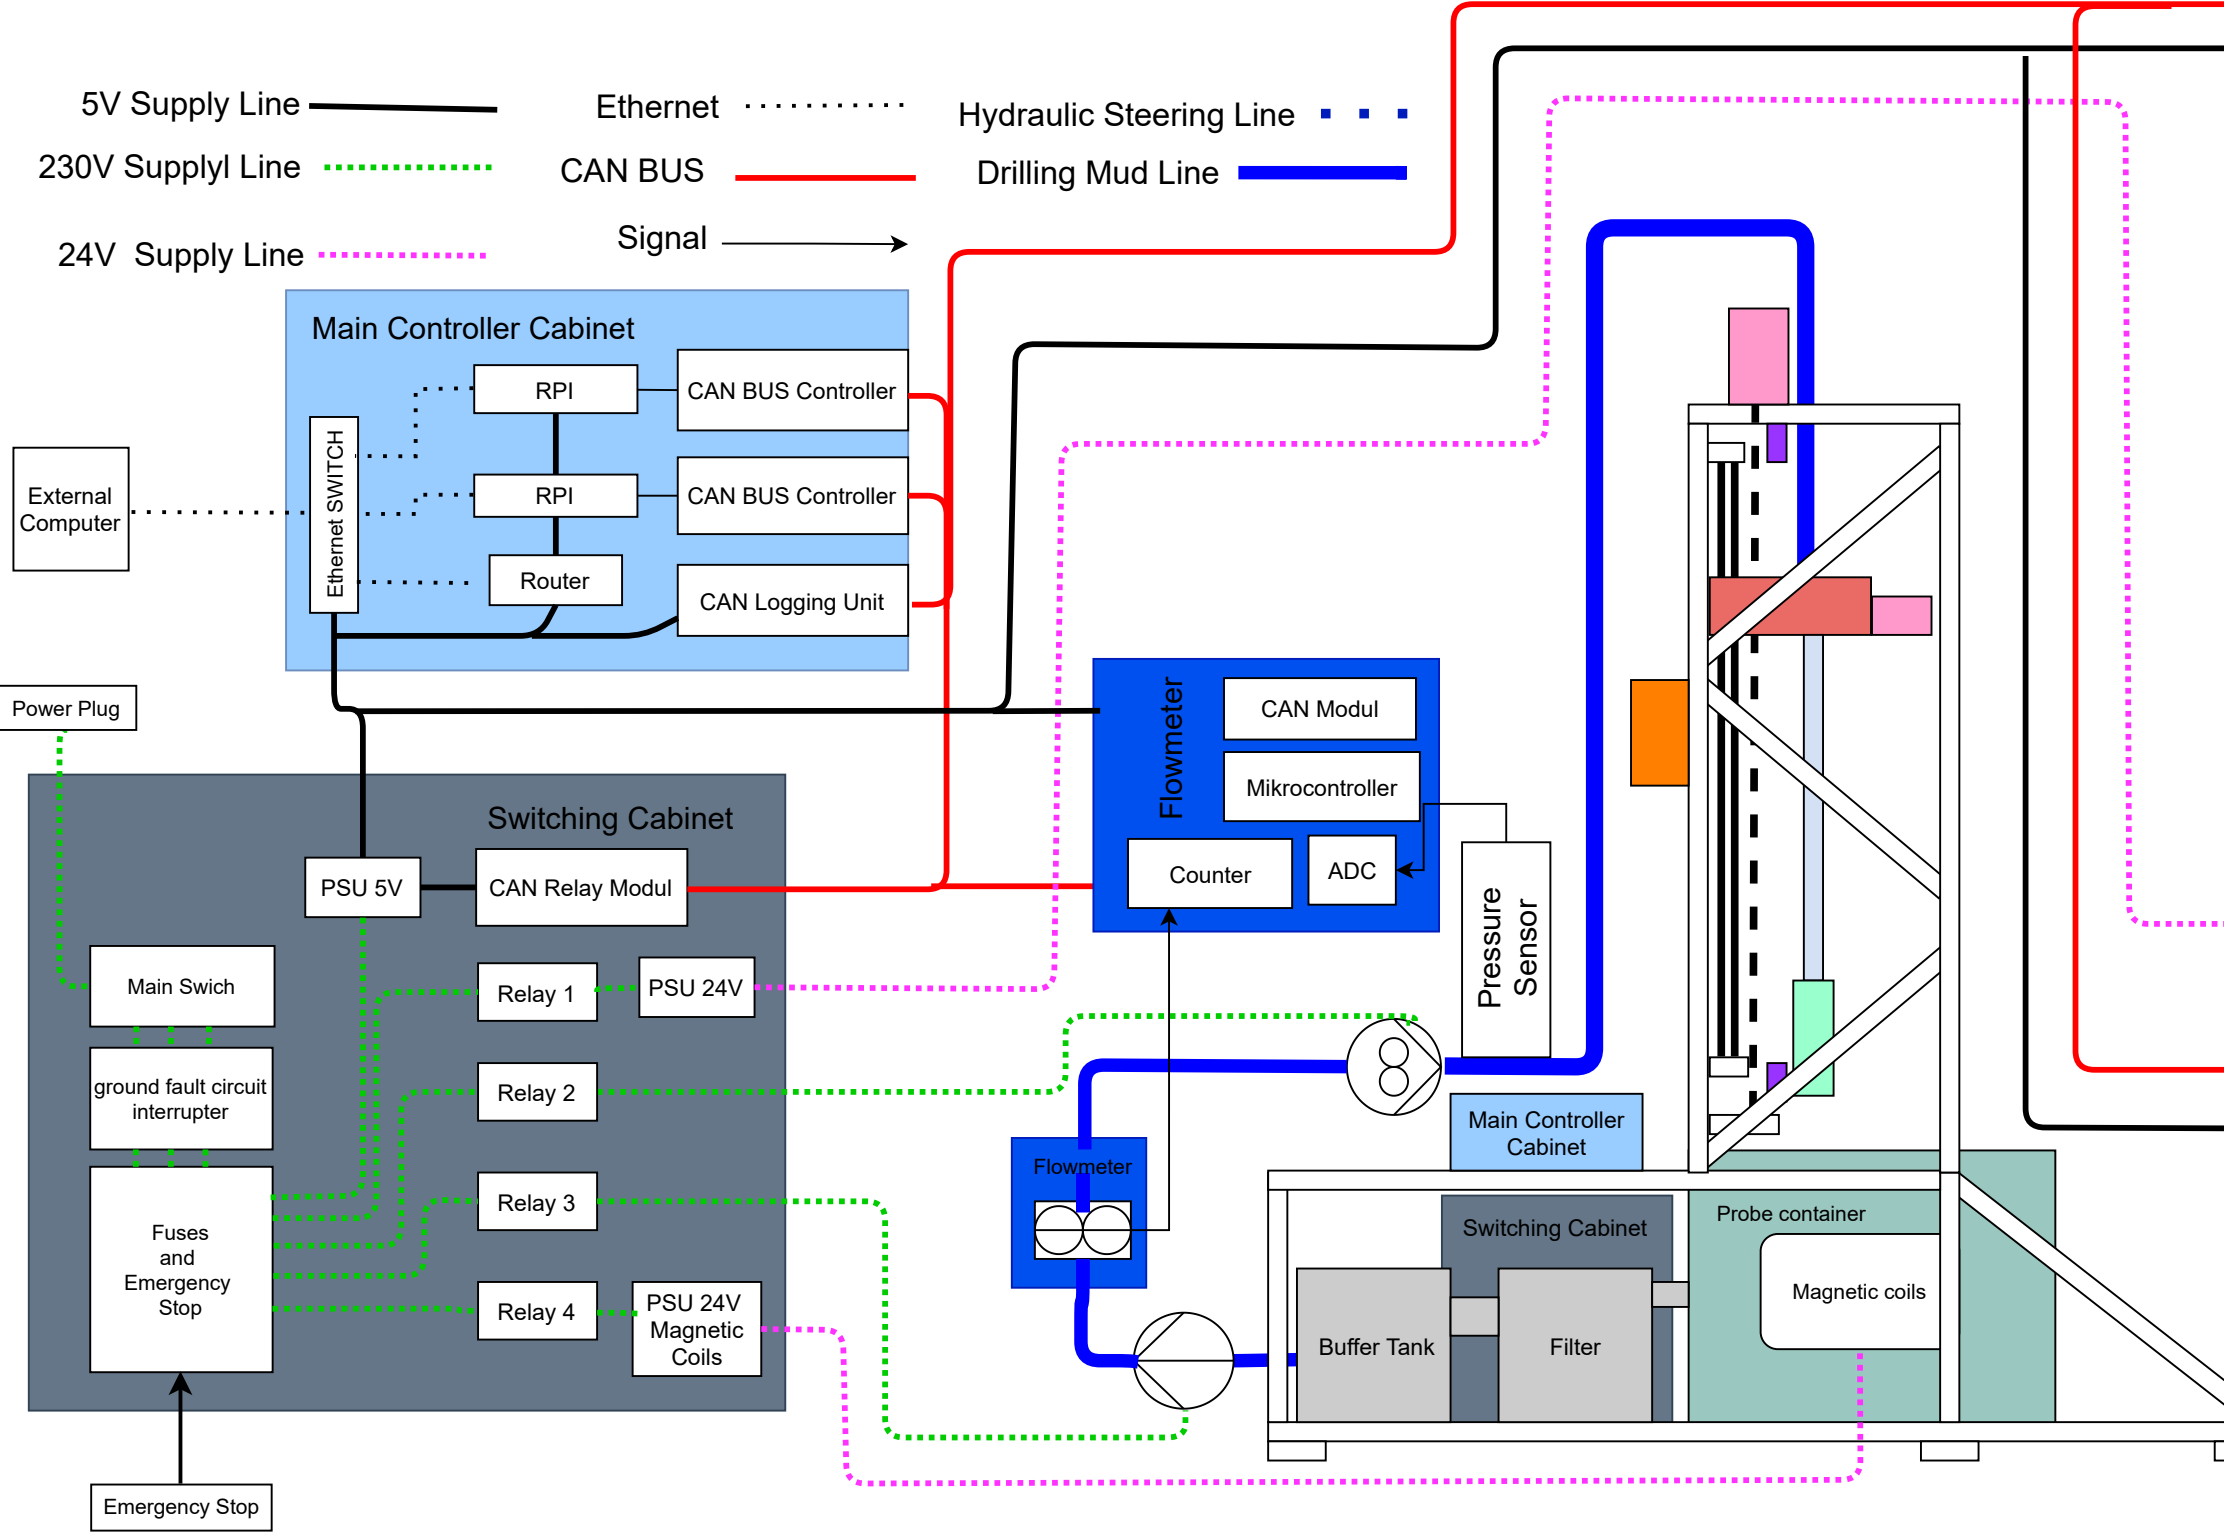 5V Supply Line
Ethernet
Hydraulic Steering Line
230V Supplyl Line
CAN BUS
Drilling Mud Line
24V  Supply Line
Signal
Main Controller Cabinet
RPI
CAN BUS Controller
Ethernet SWITCH
External
Computer
RPI
CAN BUS Controller
Router
CAN Logging Unit
Power Plug
Flowmeter
CAN Modul
Mikrocontroller
Counter
ADC
Pressure
Sensor
Switching Cabinet
PSU 5V
CAN Relay Modul
Main Swich
Relay 1
PSU 24V
ground fault circuit
interrupter
Relay 2
Fuses
and
Emergency
Stop
Relay 3
Relay 4
PSU 24V
Magnetic
Coils
Emergency Stop
Flowmeter
Main Controller
Cabinet
Switching Cabinet
Probe container
Magnetic coils
Buffer Tank
Filter